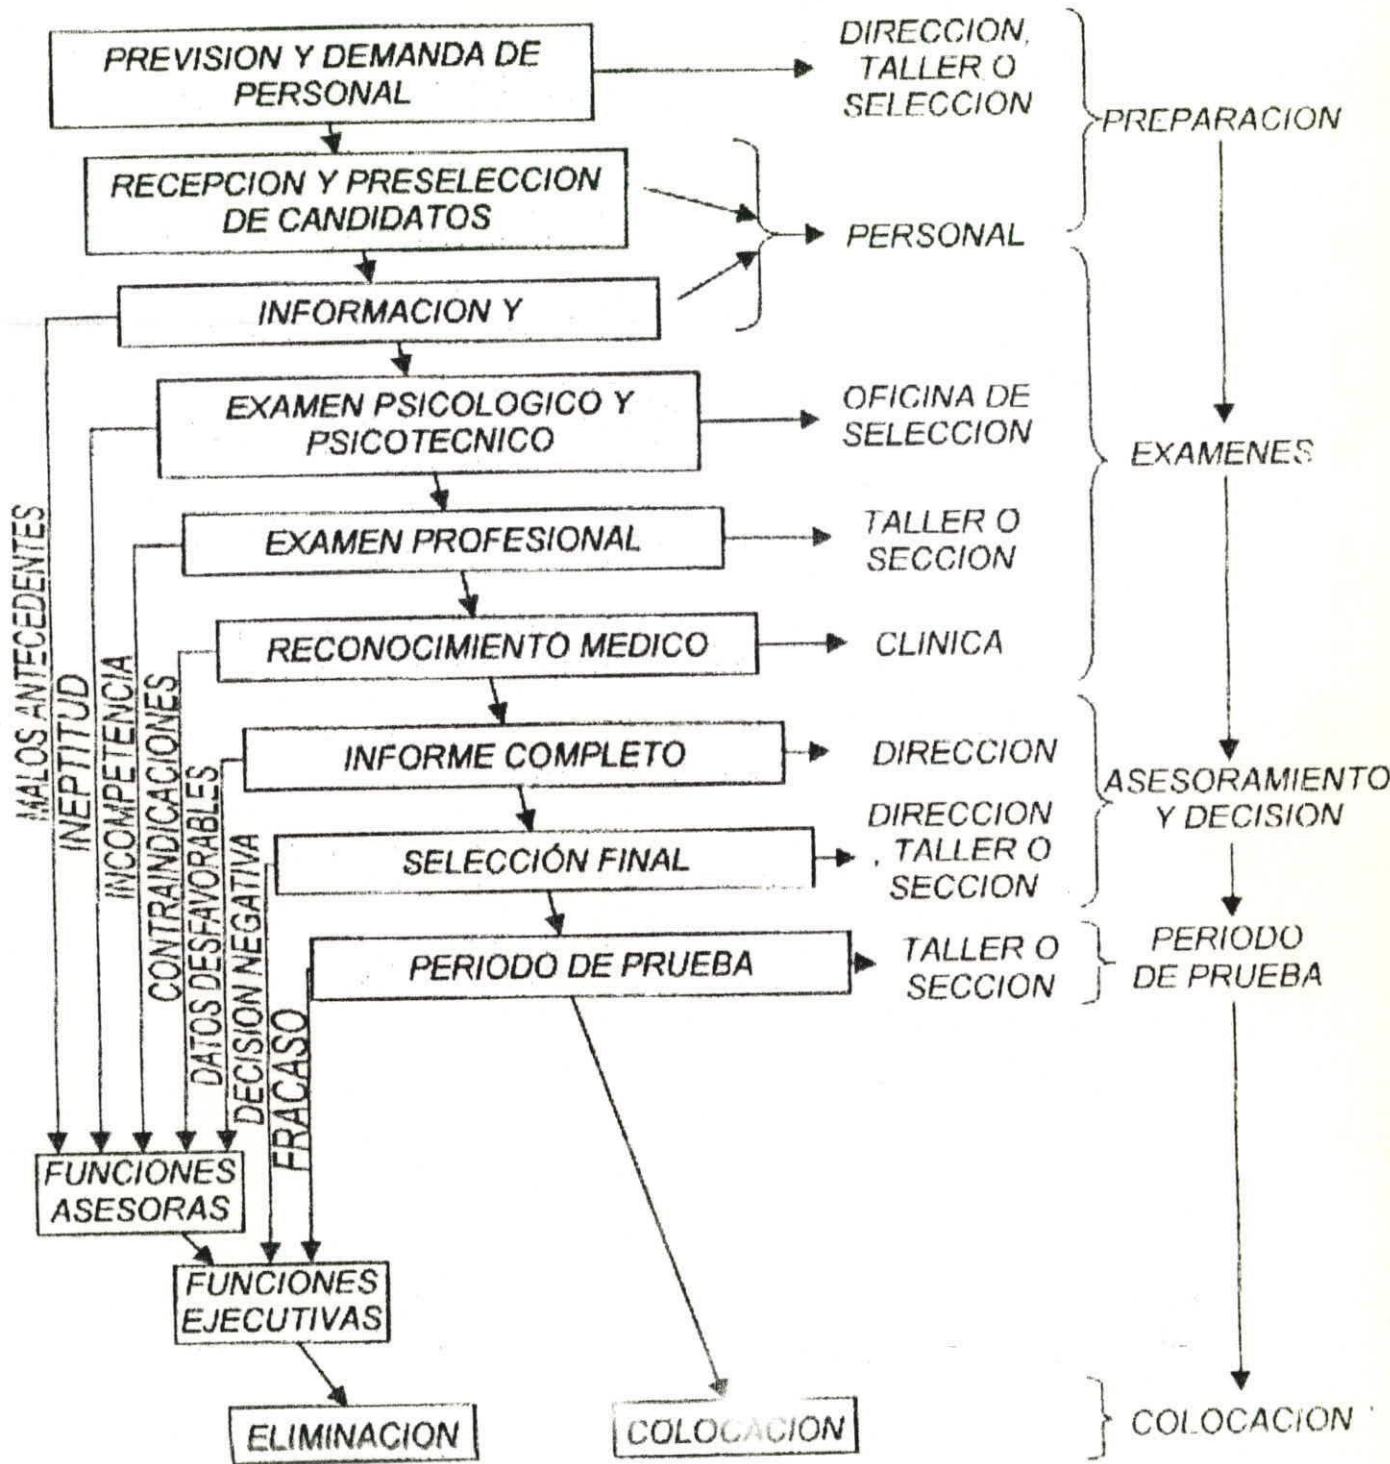 PREVISION Y DEMANDA DE
PERSONAL
DIRECCION,
TALLER O
SELECCION
PREPARACION
RECEPCION Y PRESELECCION
DE CANDIDATOS
PERSONAL
INFORMACION Y
EXAMEN PSICOLOGICO Y
PSICOTECNICO
OFICINA DE
SELECCION
EXAMENES
EXAMEN PROFESIONAL
TALLER O
SECCION
RECONOCIMIENTO MEDICO
CLINICA
INFORME COMPLETO
DIRECCION
ASESORAMIENTO
Y DECISION
SELECCIÓN FINAL
DIRECCION
, TALLER O
SECCION
PERIODO DE PRUEBA
TALLER O
SECCION
PERIODO
DE PRUEBA
MALOS ANTECEDENTES
INEPTITUD
INCOMPETENCIA
CONTRAINDICACIONES
DATOS DESFAVORABLES
DECISION NEGATIVA
FRACASO
FUNCIONES
ASESORAS
FUNCIONES
EJECUTIVAS
ELIMINACION
COLOCACION
COLOCACION